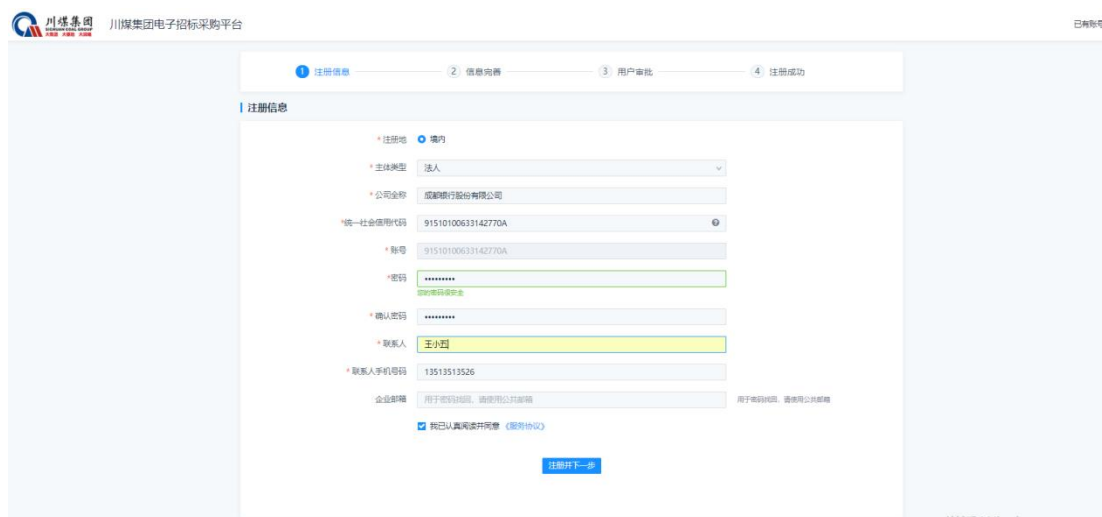 川煤集团
SICHUAN COAL GROUP
川煤集团电子招标采购平台
已有账号
1 注册信息
2 信息完善
3 用户审批
4 注册成功
注册信息
*注册地 境内
*主体类型 法人
*公司全称 成都银行股份有限公司
*统一社会信用代码 91510100633142770A
*账号 91510100633142770A
*密码 •••••••••
您的密码很安全
*确认密码 •••••••••
*联系人 王小五
*联系人手机号码 13513513526
企业邮箱 用于密码找回，请使用公共邮箱 用于密码找回，请使用公共邮箱
我已认真阅读并同意 《服务协议》
注册并下一步